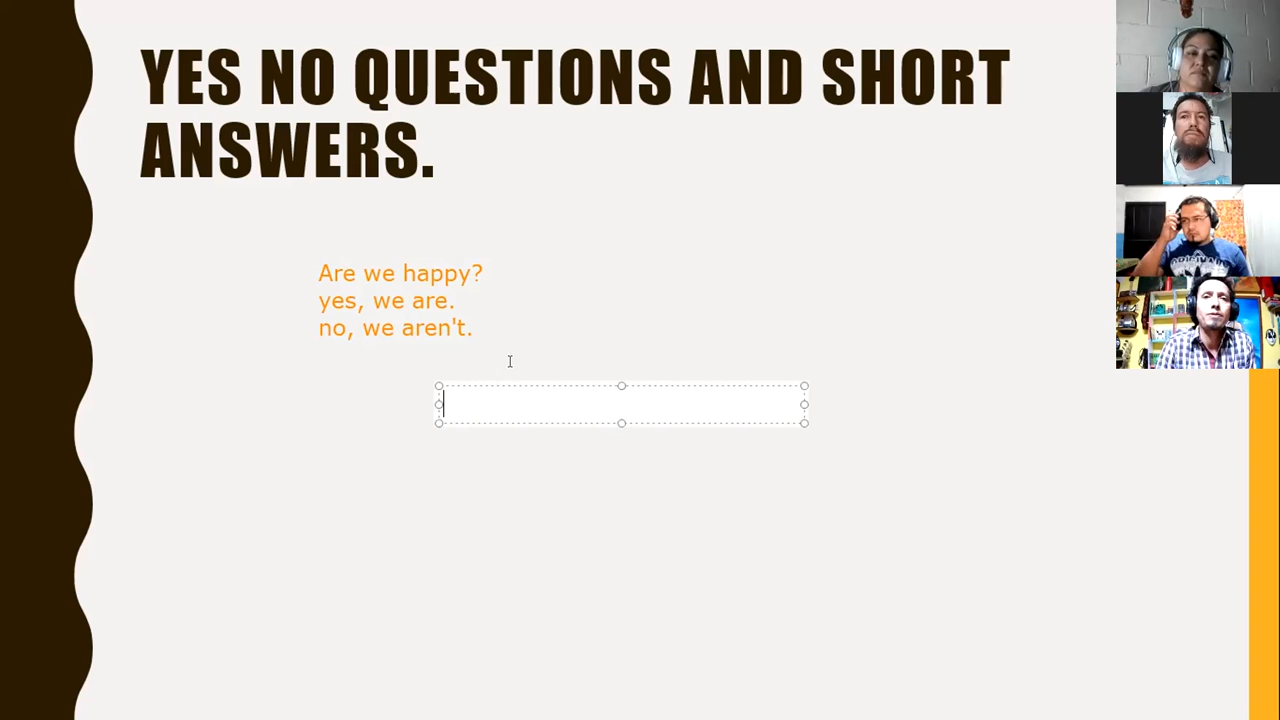 YES NO QUESTIONS AND SHORT
ANSWERS.
Are we happy?
yes, we are.
no, we aren't.